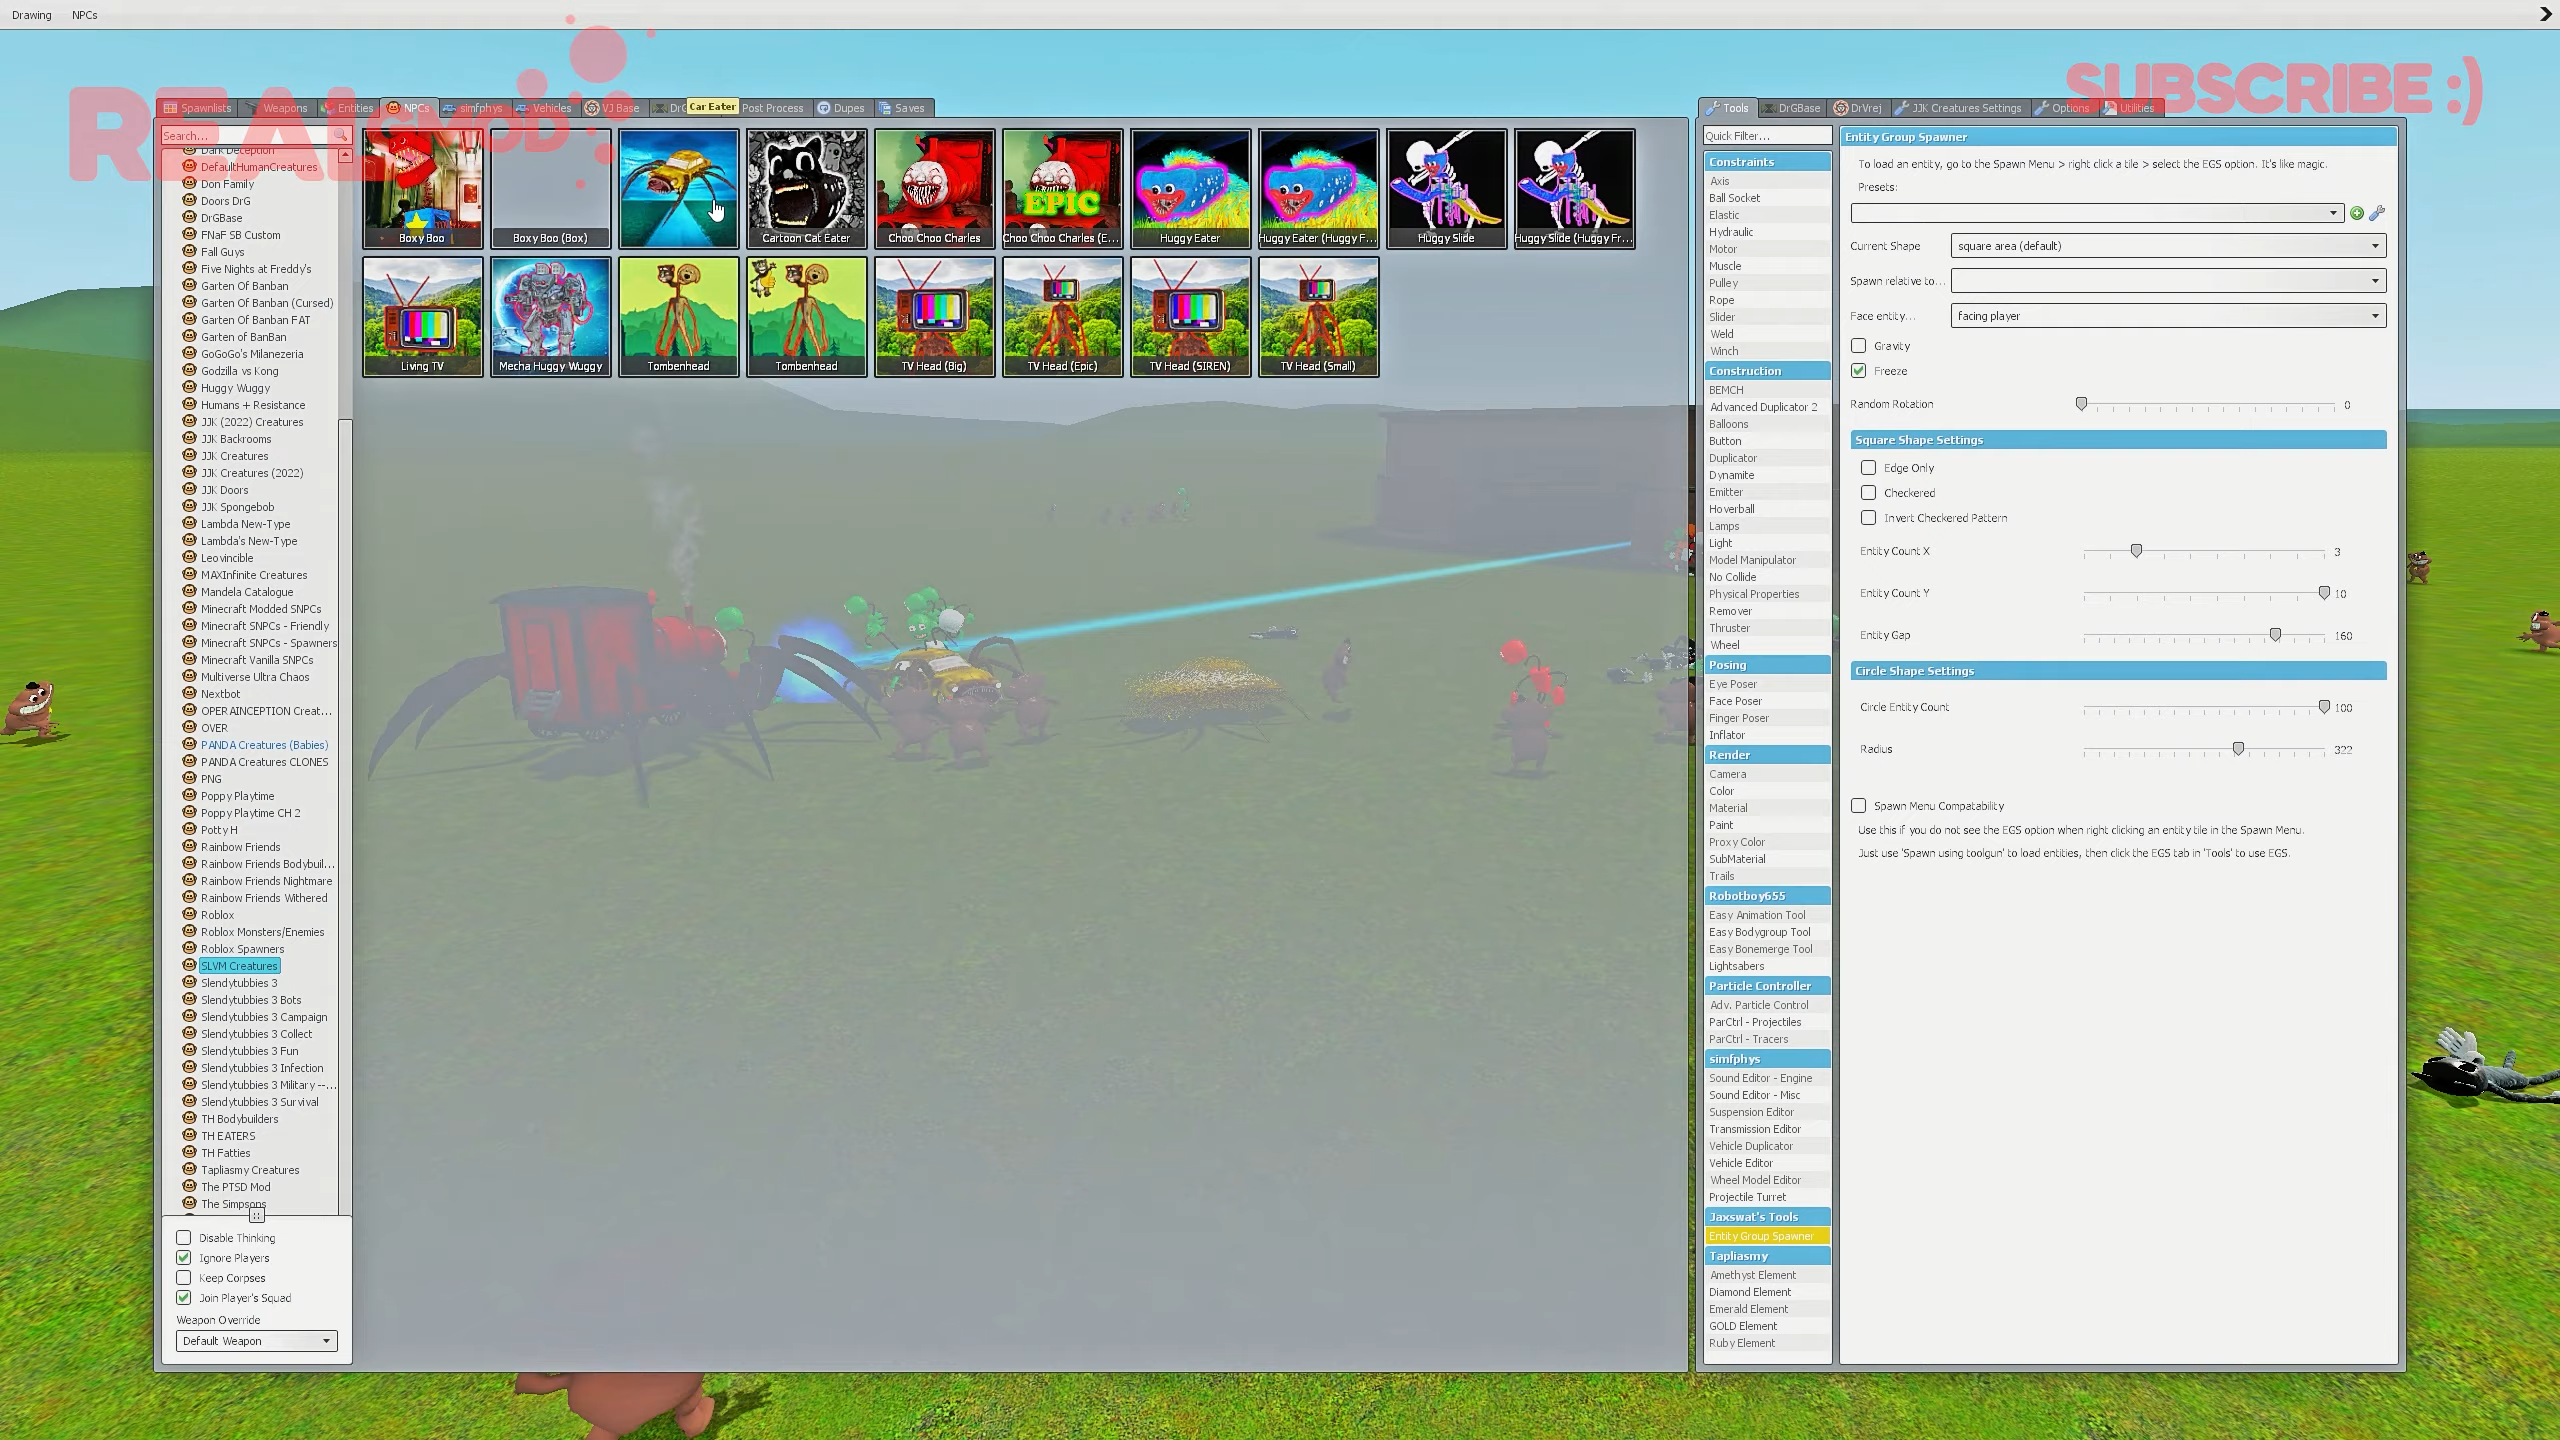 Drawing NPCs
REAL
GMOD
SUBSCRIBE :)
Spawnlists Weapons Entities NPCs simfphys Vehicles VJ Base DrG Car Eater Post Process Dupes Saves
Search...
Dark Deception
DefaultHumanCreatures
Don Family
Doors DrG
DrGBase
FNaF SB Custom
Fall Guys
Five Nights at Freddy's
Garten Of Banban
Garten Of Banban (Cursed)
Garten Of Banban FAT
Garten of BanBan
GoGoGo's Milanezeria
Godzilla vs Kong
Huggy Wuggy
Humans + Resistance
JJK (2022) Creatures
JJK Backrooms
JJK Creatures
JJK Creatures (2022)
JJK Doors
JJK Spongebob
Lambda New-Type
Lambda's New-Type
Leovincible
MAXInfinite Creatures
Mandela Catalogue
Minecraft Modded SNPCs
Minecraft SNPCs - Friendly
Minecraft SNPCs - Spawners
Minecraft Vanilla SNPCs
Multiverse Ultra Chaos
Nextbot
OPERAINCEPTION Creat...
OVER
PANDA Creatures (Babies)
PANDA Creatures CLONES
PNG
Poppy Playtime
Poppy Playtime CH 2
Potty H
Rainbow Friends
Rainbow Friends Bodybuil...
Rainbow Friends Nightmare
Rainbow Friends Withered
Roblox
Roblox Monsters/Enemies
Roblox Spawners
SLVM Creatures
Slendytubbies 3
Slendytubbies 3 Bots
Slendytubbies 3 Campaign
Slendytubbies 3 Collect
Slendytubbies 3 Fun
Slendytubbies 3 Infection
Slendytubbies 3 Military --...
Slendytubbies 3 Survival
TH Bodybuilders
TH EATERS
TH Fatties
Tapliasmy Creatures
The PTSD Mod
The Simpsons
Disable Thinking
Ignore Players
Keep Corpses
Join Player's Squad
Weapon Override
Default Weapon
Boxy Boo
Boxy Boo (Box)
Cartoon Cat Eater
Choo Choo Charles
EPIC
Choo Choo Charles (E...
Huggy Eater
Huggy Eater (Huggy F...
Huggy Slide
Huggy Slide (Huggy Fr...
Living TV
Mecha Huggy Wuggy
Tombenhead
Tombenhead
TV Head (Big)
TV Head (Epic)
TV Head (SIREN)
TV Head (Small)
Tools DrGBase DrVrej JJK Creatures Settings Options Utilities
Quick Filter...
Constraints
Axis
Ball Socket
Elastic
Hydraulic
Motor
Muscle
Pulley
Rope
Slider
Weld
Winch
Construction
BEMCH
Advanced Duplicator 2
Balloons
Button
Duplicator
Dynamite
Emitter
Hoverball
Lamps
Light
Model Manipulator
No Collide
Physical Properties
Remover
Thruster
Wheel
Posing
Eye Poser
Face Poser
Finger Poser
Inflator
Render
Camera
Color
Material
Paint
Proxy Color
SubMaterial
Trails
Robotboy655
Easy Animation Tool
Easy Bodygroup Tool
Easy Bonemerge Tool
Lightsabers
Particle Controller
Adv. Particle Control
ParCtrl - Projectiles
ParCtrl - Tracers
simfphys
Sound Editor - Engine
Sound Editor - Misc
Suspension Editor
Transmission Editor
Vehicle Duplicator
Vehicle Editor
Wheel Model Editor
Projectile Turret
Jaxswat's Tools
Entity Group Spawner
Tapliasmy
Amethyst Element
Diamond Element
Emerald Element
GOLD Element
Ruby Element
Entity Group Spawner
To load an entity, go to the Spawn Menu > right click a tile > select the EGS option. It's like magic.
Presets:
Current Shape square area (default)
Spawn relative to...
Face entity... facing player
Gravity
Freeze
Random Rotation 0
Square Shape Settings
Edge Only
Checkered
Invert Checkered Pattern
Entity Count X 3
Entity Count Y 10
Entity Gap 160
Circle Shape Settings
Circle Entity Count 100
Radius 322
Spawn Menu Compatability
Use this if you do not see the EGS option when right clicking an entity tile in the Spawn Menu.
Just use 'Spawn using toolgun' to load entities, then click the EGS tab in 'Tools' to use EGS.